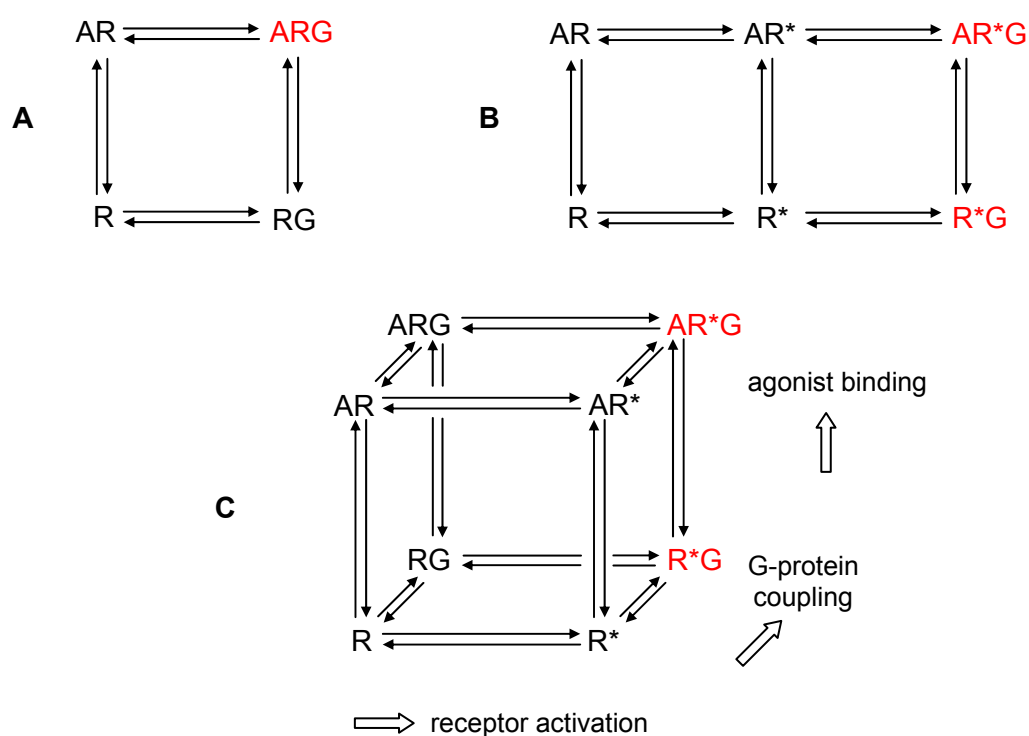 AR ARG
A
R RG
AR AR* AR*G
B
R R* R*G
ARG AR*G
AR AR*
agonist binding
C
RG R*G
G-protein
coupling
R R*
receptor activation